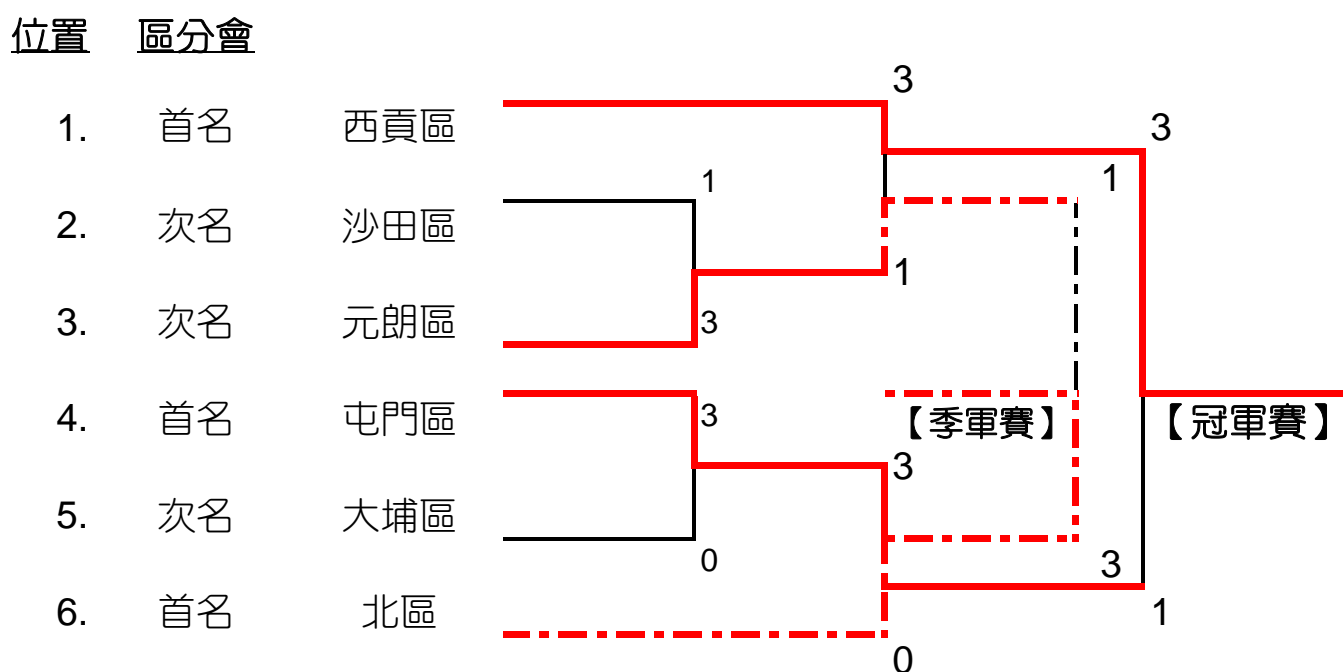 位置 區分會
3
1. 首名 西貢區
3
1
1
2. 次名 沙田區
1
3. 次名 元朗區
3
4. 首名 屯門區
3
【季軍賽】
【冠軍賽】
3
5. 次名 大埔區
0
3
6. 首名 北區
1
0